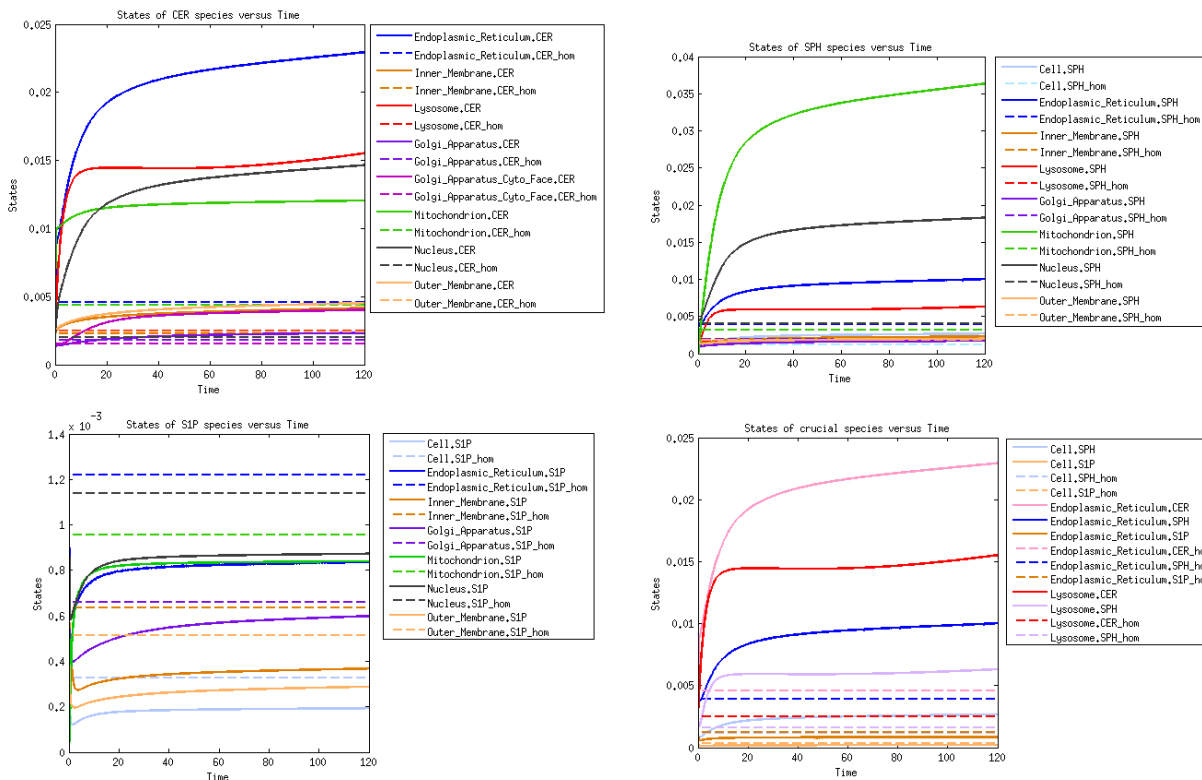 States of CER species versus Time
0.025
0.02
0.015
0.01
0.005
0
States
0
20
40
60
80
100
120
Time
Endoplasmic_Reticulum.CER
Endoplasmic_Reticulum.CER_hom
Inner_Membrane.CER
Inner_Membrane.CER_hom
Lysosome.CER
Lysosome.CER_hom
Golgi_Apparatus.CER
Golgi_Apparatus.CER_hom
Golgi_Apparatus_Cyto_Face.CER
Golgi_Apparatus_Cyto_Face.CER_hom
Mitochondrion.CER
Mitochondrion.CER_hom
Nucleus.CER
Nucleus.CER_hom
Outer_Membrane.CER
Outer_Membrane.CER_hom
States of SPH species versus Time
0.04
0.035
0.03
0.025
0.02
0.015
0.01
0.005
0
States
0
20
40
60
80
100
120
Time
Cell.SPH
Cell.SPH_hom
Endoplasmic_Reticulum.SPH
Endoplasmic_Reticulum.SPH_hom
Inner_Membrane.SPH
Inner_Membrane.SPH_hom
Lysosome.SPH
Lysosome.SPH_hom
Golgi_Apparatus.SPH
Golgi_Apparatus.SPH_hom
Mitochondrion.SPH
Mitochondrion.SPH_hom
Nucleus.SPH
Nucleus.SPH_hom
Outer_Membrane.SPH
Outer_Membrane.SPH_hom
x 10^-3
States of S1P species versus Time
1.4
1.2
1
0.8
0.6
0.4
0.2
0
States
0
20
40
60
80
100
120
Time
Cell.S1P
Cell.S1P_hom
Endoplasmic_Reticulum.S1P
Endoplasmic_Reticulum.S1P_hom
Inner_Membrane.S1P
Inner_Membrane.S1P_hom
Golgi_Apparatus.S1P
Golgi_Apparatus.S1P_hom
Mitochondrion.S1P
Mitochondrion.S1P_hom
Nucleus.S1P
Nucleus.S1P_hom
Outer_Membrane.S1P
Outer_Membrane.S1P_hom
States of crucial species versus Time
0.025
0.02
0.015
0.01
0.005
0
States
0
20
40
60
80
100
120
Time
Cell.SPH
Cell.S1P
Cell.SPH_hom
Cell.S1P_hom
Endoplasmic_Reticulum.CER
Endoplasmic_Reticulum.SPH
Endoplasmic_Reticulum.S1P
Endoplasmic_Reticulum.CER_hom
Endoplasmic_Reticulum.SPH_hom
Endoplasmic_Reticulum.S1P_hom
Lysosome.CER
Lysosome.SPH
Lysosome.CER_hom
Lysosome.SPH_hom